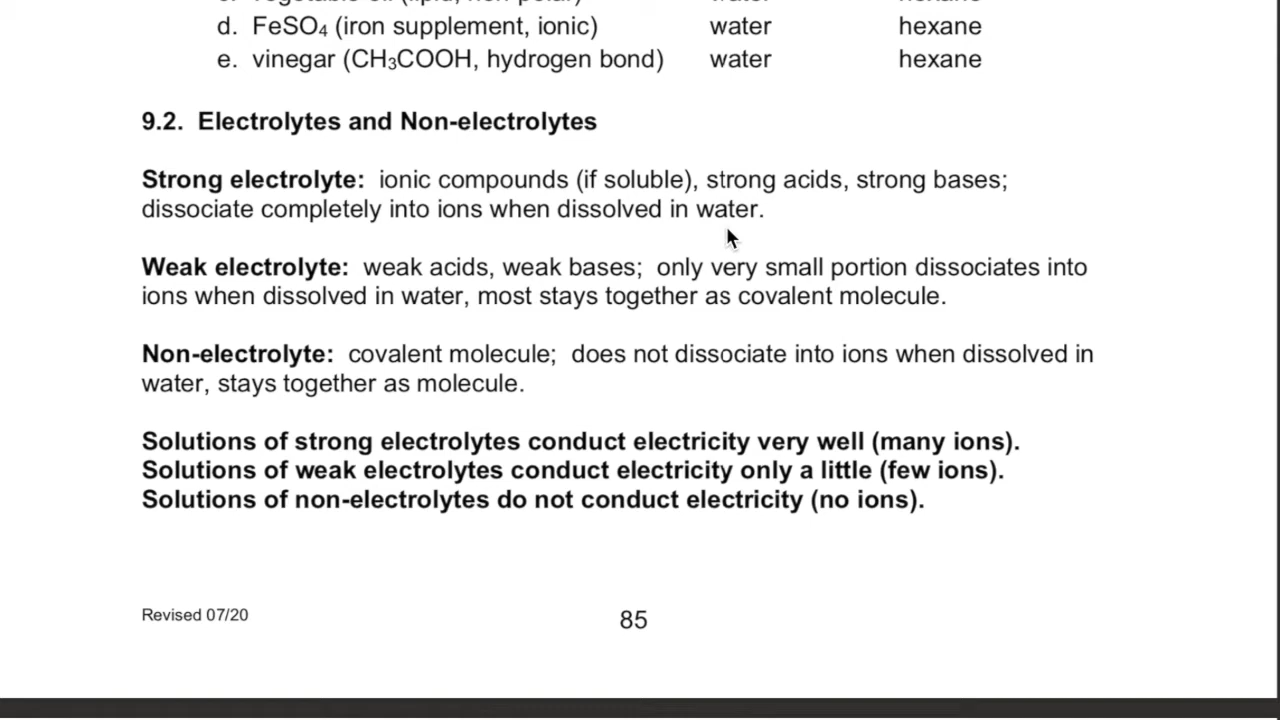 d. FeSO₄ (iron supplement, ionic) water hexane
e. vinegar (CH₃COOH, hydrogen bond) water hexane
9.2. Electrolytes and Non-electrolytes
Strong electrolyte: ionic compounds (if soluble), strong acids, strong bases;
dissociate completely into ions when dissolved in water.
Weak electrolyte: weak acids, weak bases; only very small portion dissociates into
ions when dissolved in water, most stays together as covalent molecule.
Non-electrolyte: covalent molecule; does not dissociate into ions when dissolved in
water, stays together as molecule.
Solutions of strong electrolytes conduct electricity very well (many ions).
Solutions of weak electrolytes conduct electricity only a little (few ions).
Solutions of non-electrolytes do not conduct electricity (no ions).
Revised 07/20
85